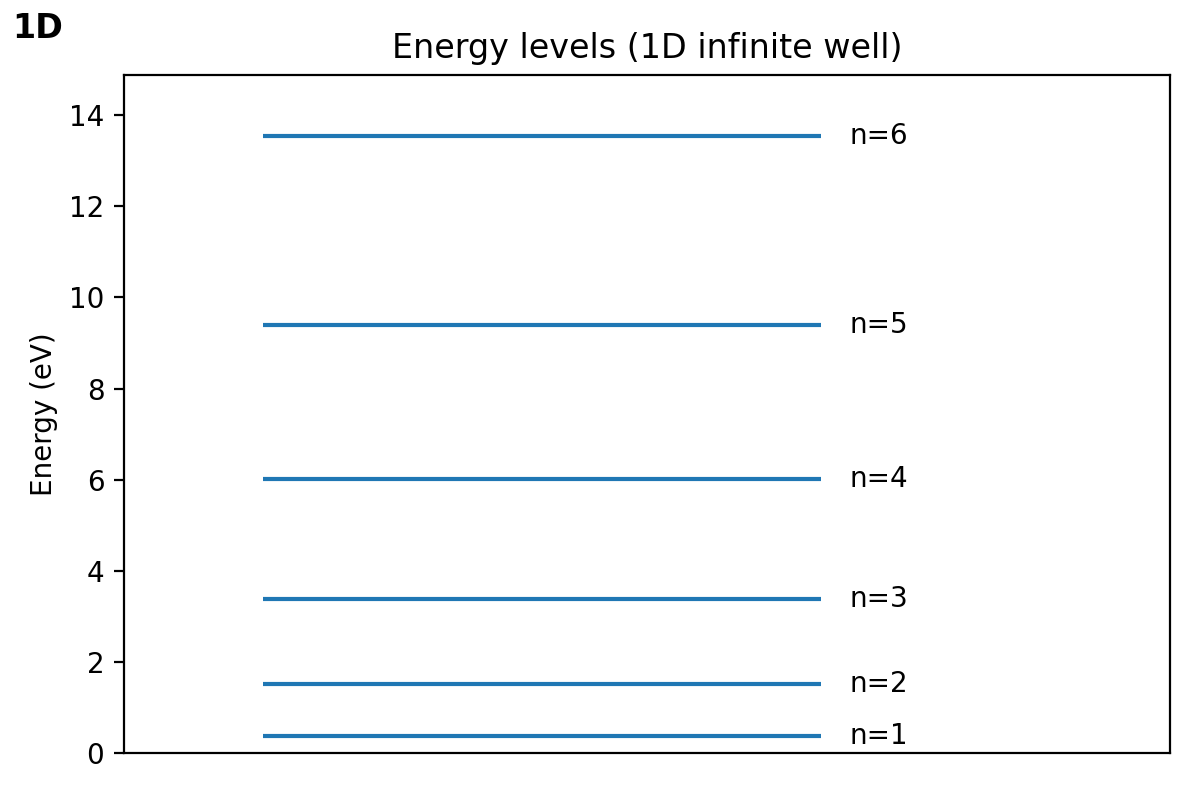 1D
Energy levels (1D infinite well)
Energy (eV)
14
12
10
8
6
4
2
0
n=6
n=5
n=4
n=3
n=2
n=1